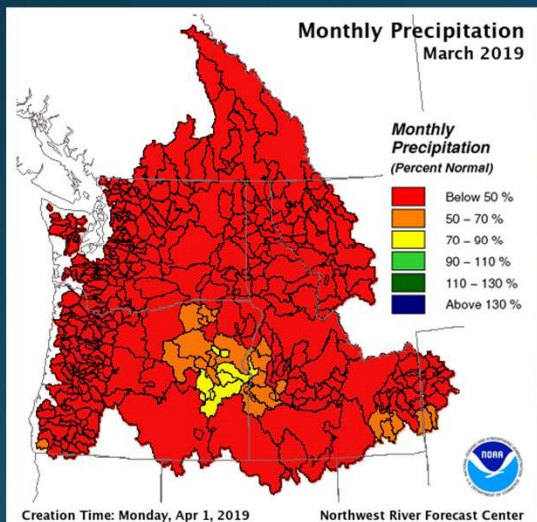 Monthly Precipitation
March 2019
Monthly
Precipitation
(Percent Normal)
Below 50 %
50 – 70 %
70 – 90 %
90 – 110 %
110 – 130 %
Above 130 %
NOAA
Creation Time: Monday, Apr 1, 2019
Northwest River Forecast Center